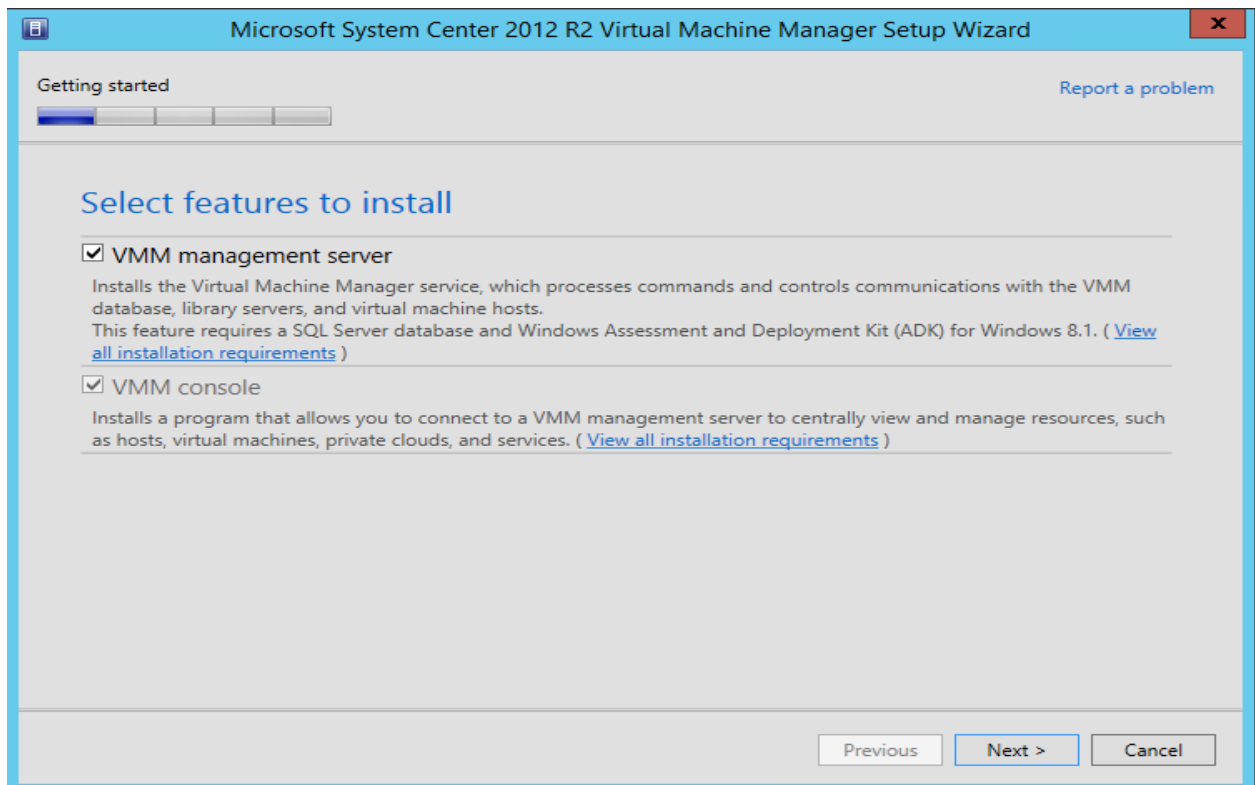 Microsoft System Center 2012 R2 Virtual Machine Manager Setup Wizard
x
Getting started
Report a problem
Select features to install
VMM management server
Installs the Virtual Machine Manager service, which processes commands and controls communications with the VMM
database, library servers, and virtual machine hosts.
This feature requires a SQL Server database and Windows Assessment and Deployment Kit (ADK) for Windows 8.1. ( View
all installation requirements )
VMM console
Installs a program that allows you to connect to a VMM management server to centrally view and manage resources, such
as hosts, virtual machines, private clouds, and services. ( View all installation requirements )
Previous
Next >
Cancel